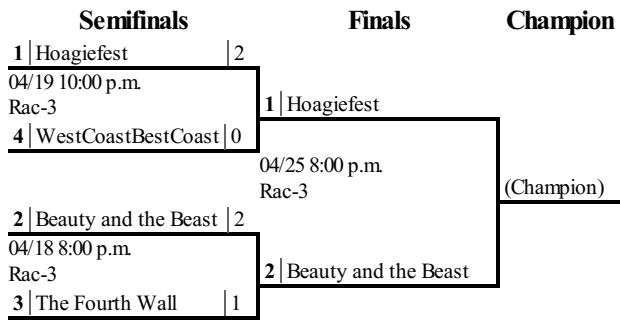 Semifinals Finals Champion
1 Hoagiefest 2
04/19 10:00 p.m.
Rac-3
4 WestCoastBestCoast 0
1 Hoagiefest
04/25 8:00 p.m.
Rac-3
(Champion)
2 Beauty and the Beast 2
04/18 8:00 p.m.
Rac-3
3 The Fourth Wall 1
2 Beauty and the Beast